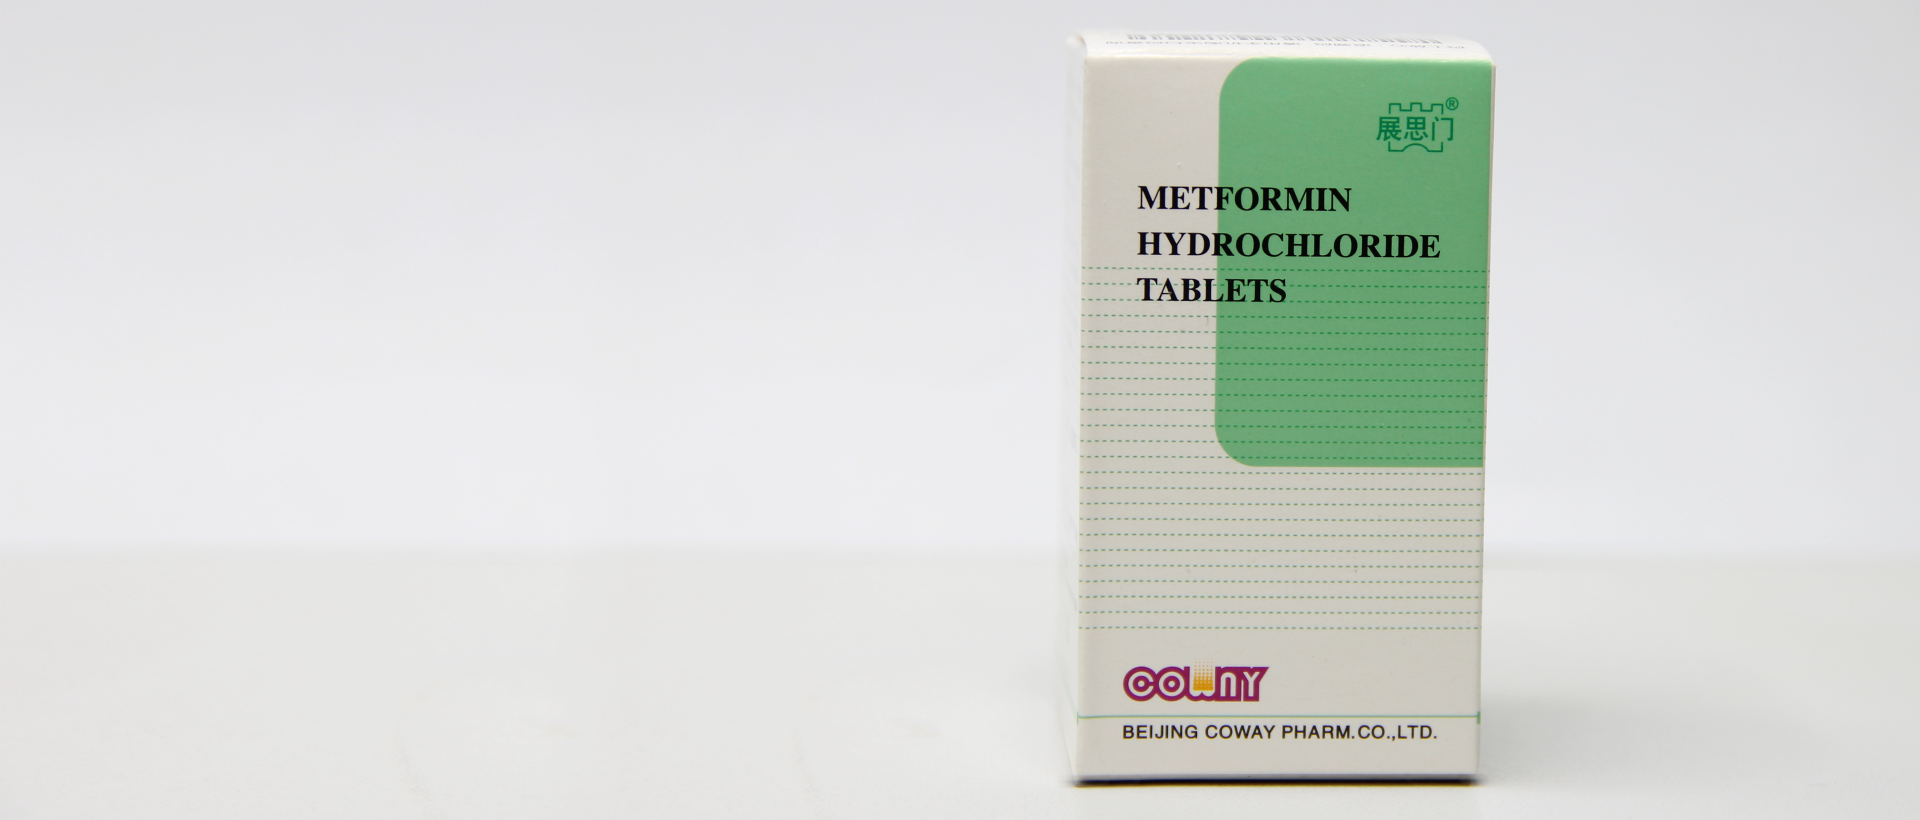 展思门®
METFORMIN
HYDROCHLORIDE
TABLETS
COWAY
BEIJING COWAY PHARM.CO.,LTD.